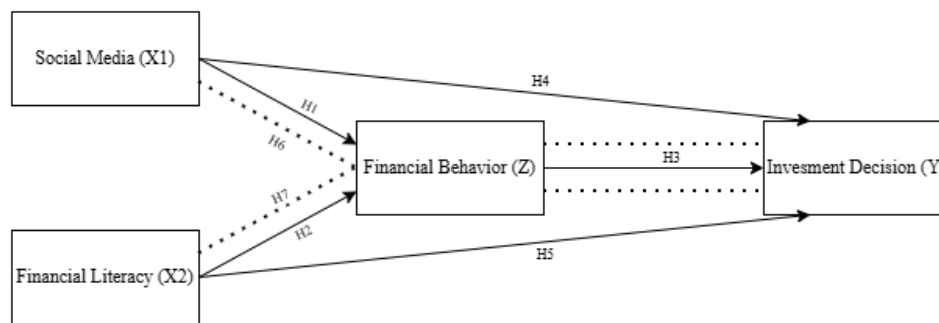 Social Media (X1)
H4
H1
H6
Financial Behavior (Z)
H3
Invesment Decision (Y
H7
H2
H5
Financial Literacy (X2)